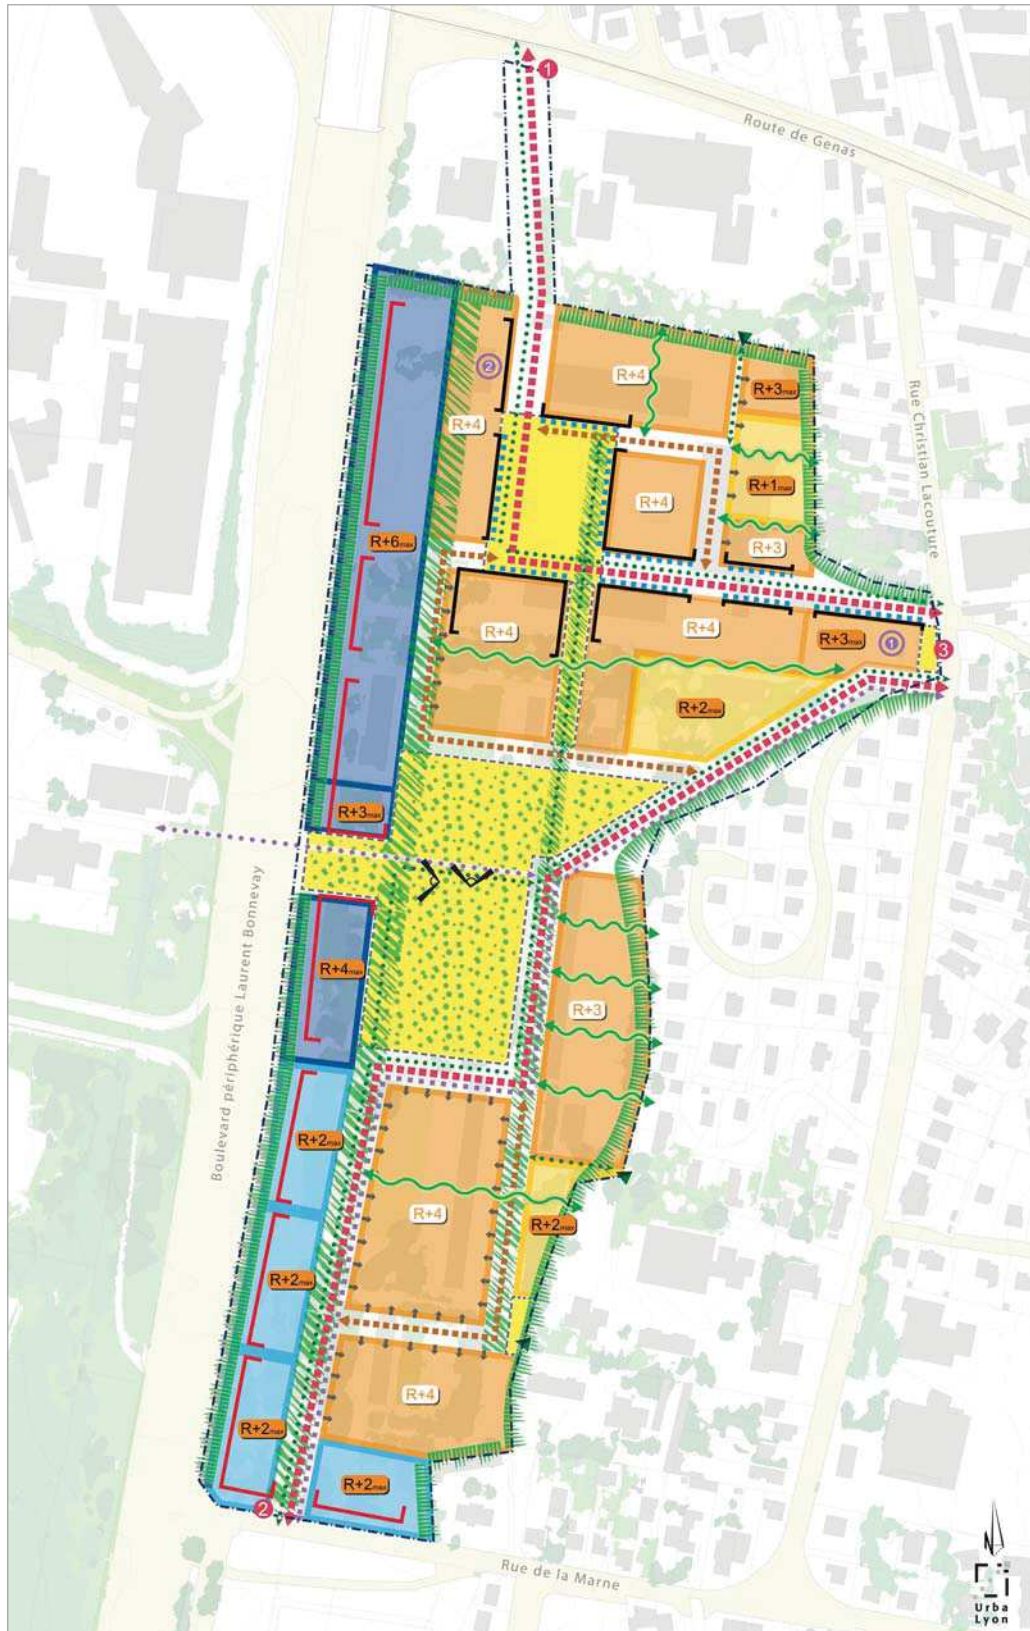 1
Route de Genas
2
R+4
R+3max
R+4
Rue Christian Lacouture
R+1max
R+4
R+6max
R+3
R+4
R+4
R+3max
1
3
R+2max
R+3max
Boulevard périphérique Laurent Bonnevay
R+4max
R+3
R+2max
R+4
R+2max
R+2max
R+4
R+2max
R+2max
2
Rue de la Marne
N
Urba
Lyon